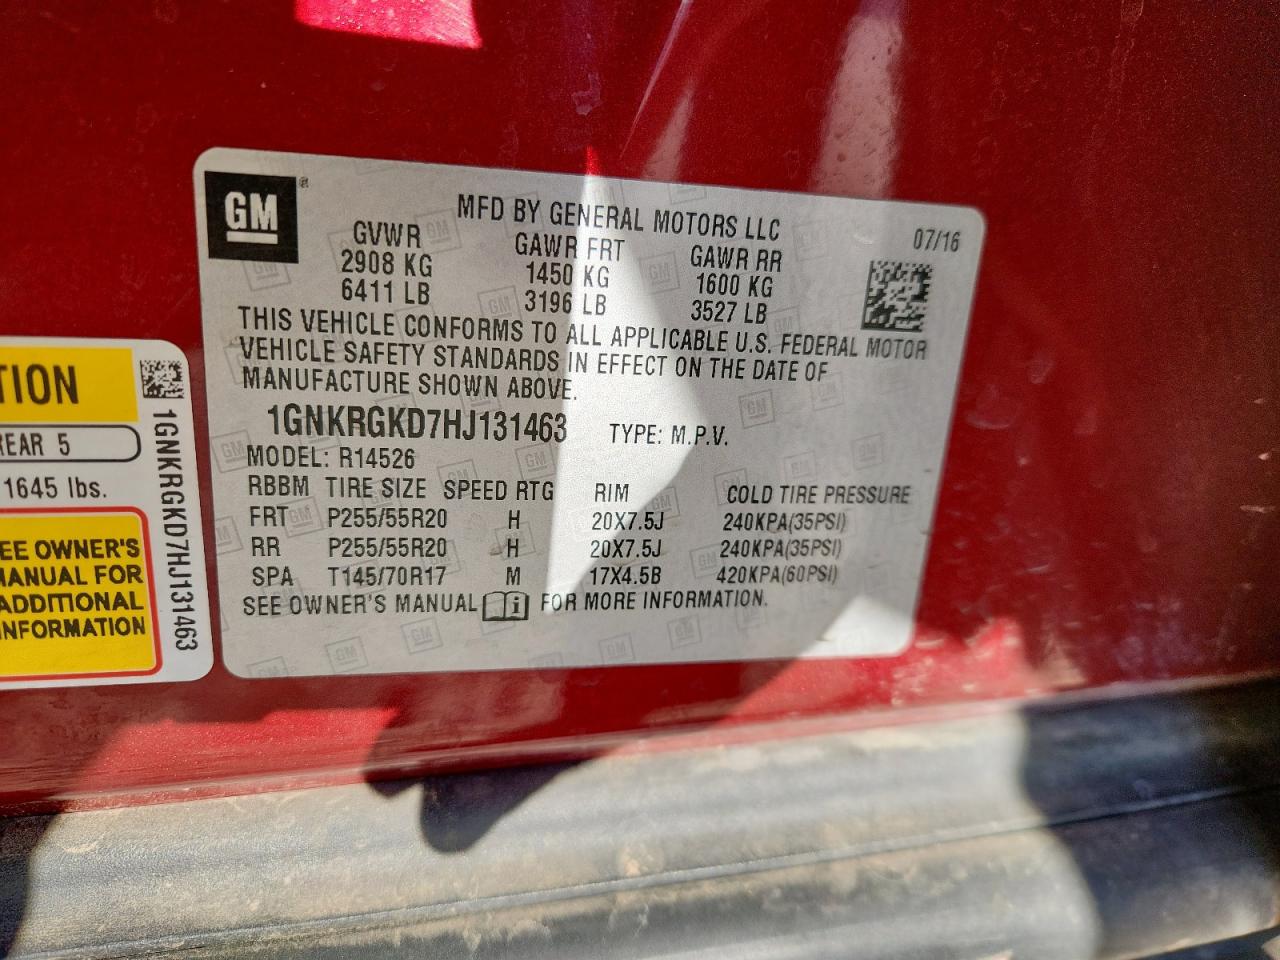 GM
MFD BY GENERAL MOTORS LLC
07/16
GVWR GAWR FRT GAWR RR
2908 KG 1450 KG 1600 KG
6411 LB 3196 LB 3527 LB
THIS VEHICLE CONFORMS TO ALL APPLICABLE U.S. FEDERAL MOTOR
VEHICLE SAFETY STANDARDS IN EFFECT ON THE DATE OF
MANUFACTURE SHOWN ABOVE.
1GNKRGKD7HJ131463 TYPE: M.P.V.
MODEL: R14526
RBBM TIRE SIZE SPEED RTG RIM COLD TIRE PRESSURE
FRT P255/55R20 H 20X7.5J 240KPA(35PSI)
RR P255/55R20 H 20X7.5J 240KPA(35PSI)
SPA T145/70R17 M 17X4.5B 420KPA(60PSI)
SEE OWNER'S MANUAL FOR MORE INFORMATION.
TION
REAR 5
1645 lbs.
EE OWNER'S
MANUAL FOR
ADDITIONAL
INFORMATION
1GNKRGKD7HJ131463